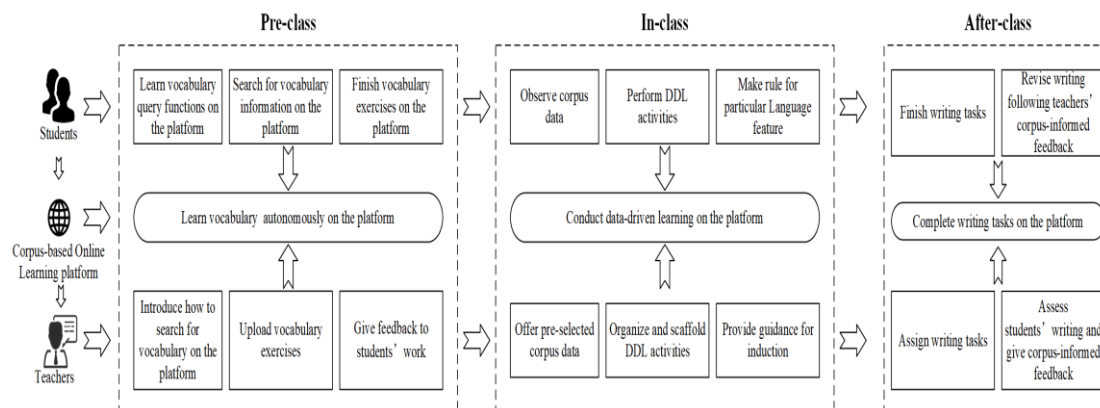 Pre-class
In-class
After-class
Students
Learn vocabulary
query functions on
the platform
Search for vocabulary
information on the
platform
Finish vocabulary
exercises on the
platform
Observe corpus
data
Perform DDL
activities
Make rule for
particular Language
feature
Finish writing tasks
Revise writing
following teachers’
corpus-informed
feedback
Corpus-based Online
Learning platform
Learn vocabulary autonomously on the platform
Conduct data-driven learning on the platform
Complete writing tasks on the platform
Teachers
Introduce how to
search for
vocabulary on the
platform
Upload vocabulary
exercises
Give feedback to
students’ work
Offer pre-selected
corpus data
Organize and scaffold
DDL activities
Provide guidance for
induction
Assign writing tasks
Assess
students’ writing and
give corpus-informed
feedback